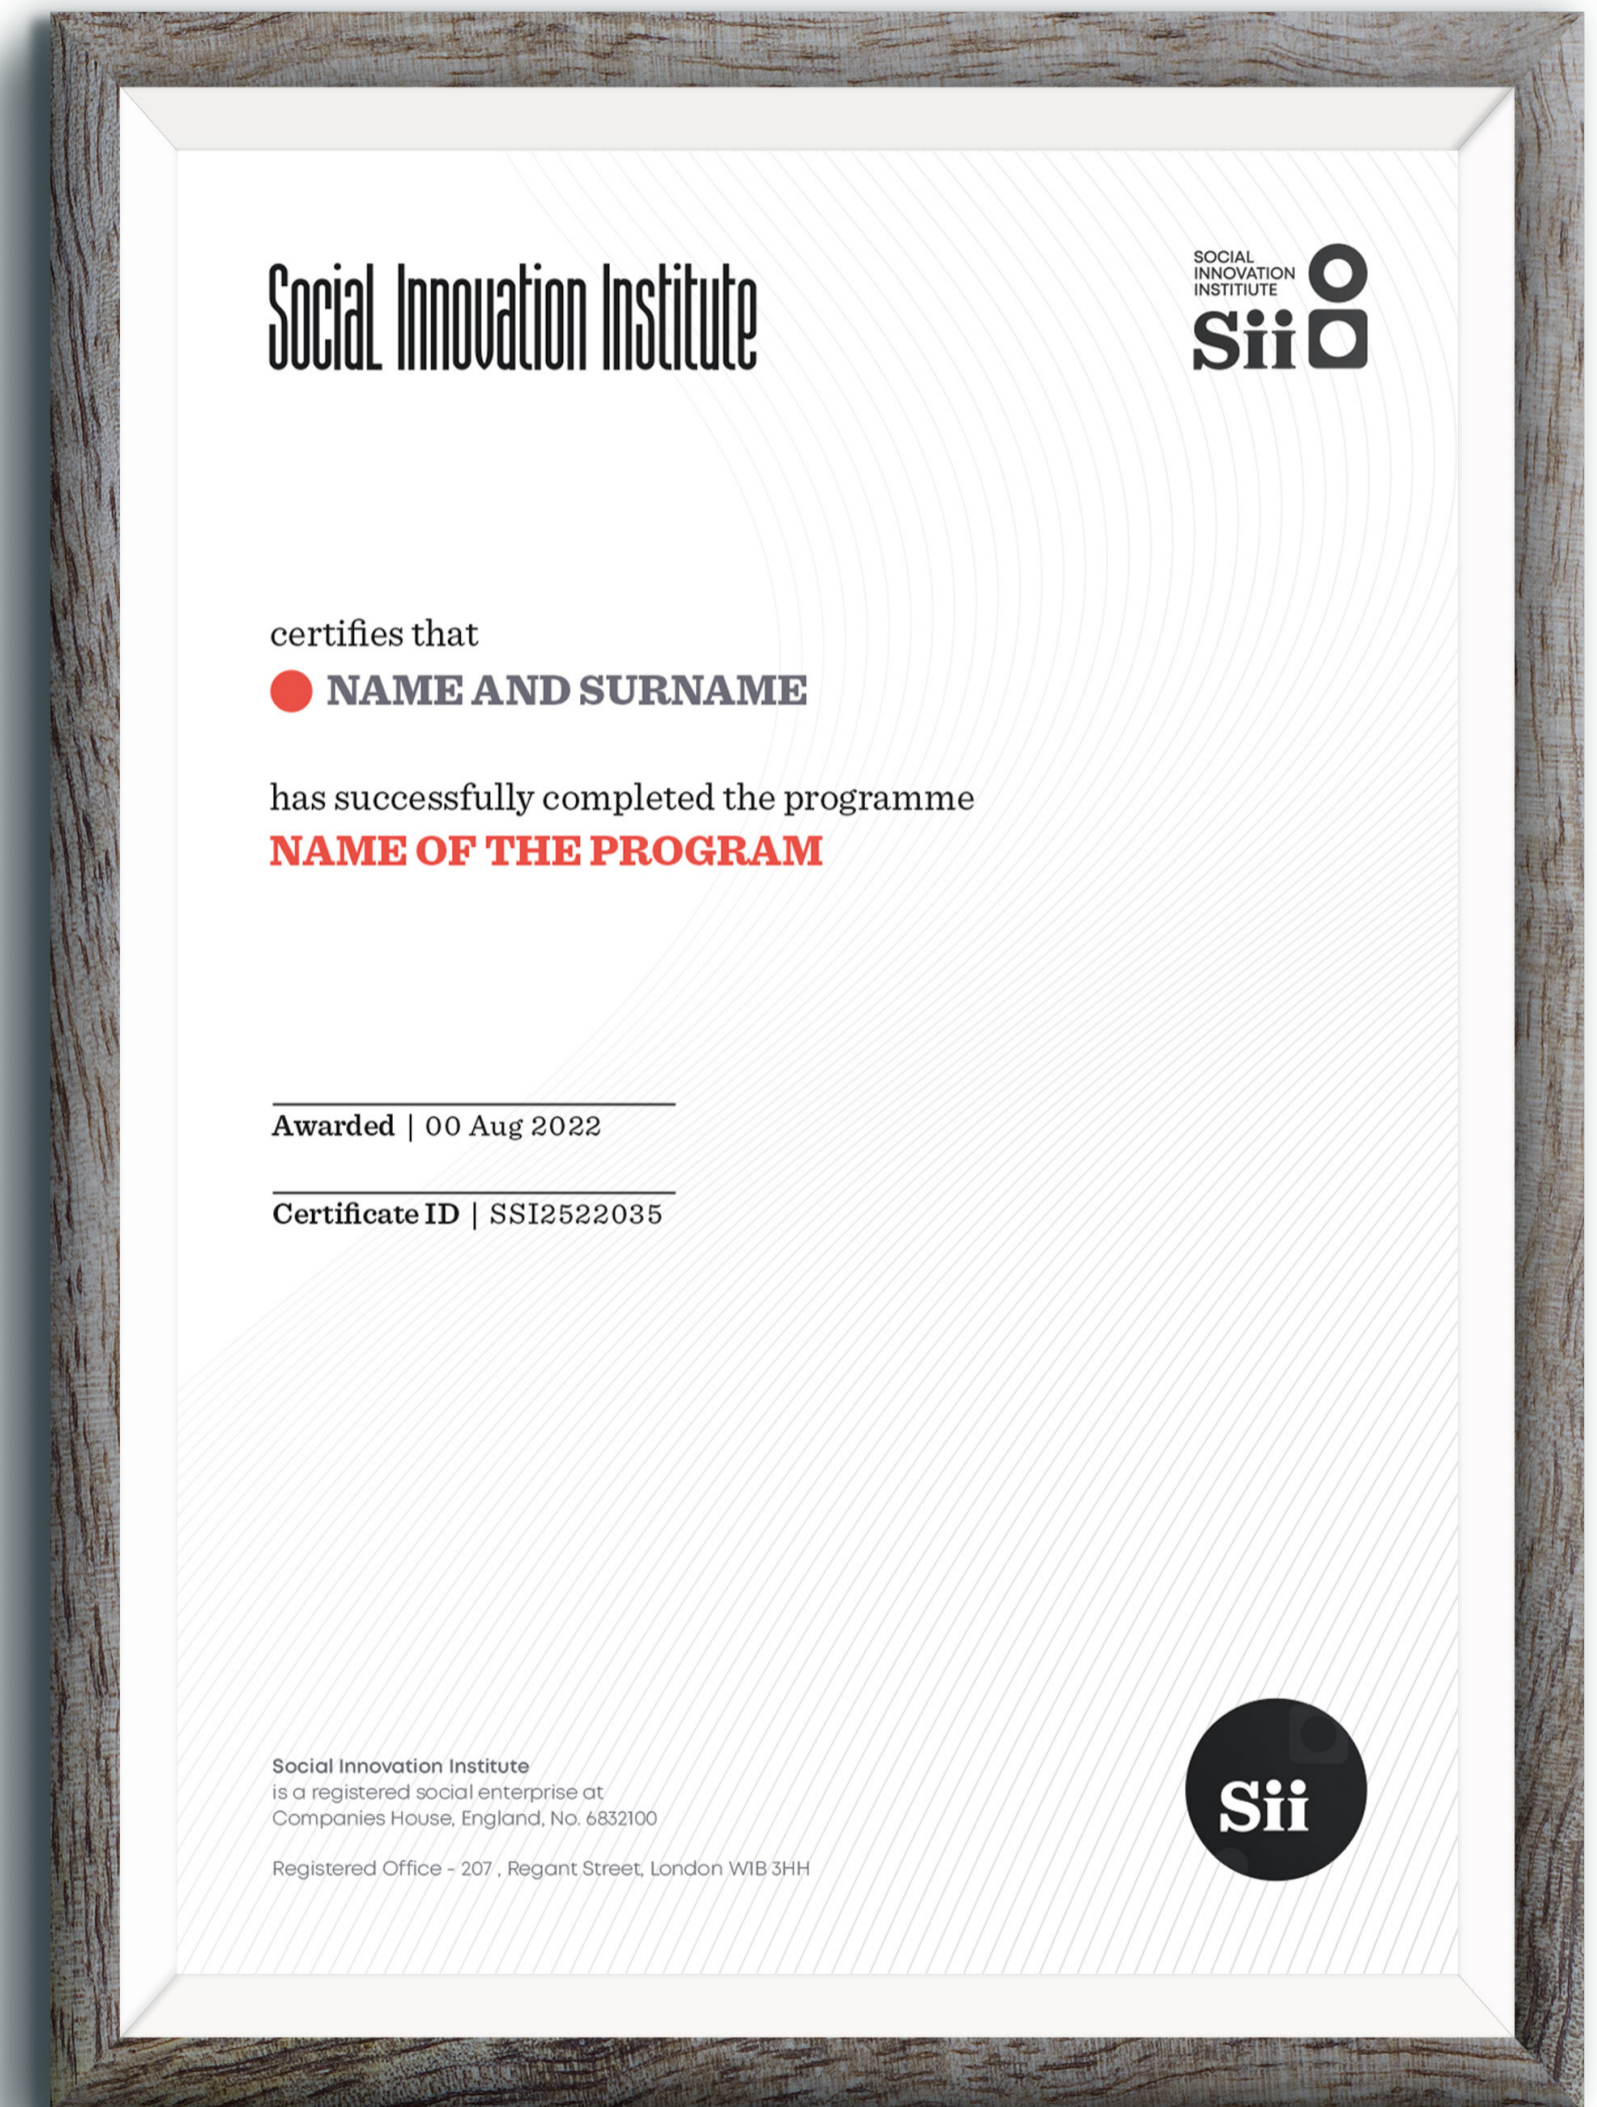 Social Innovation Institute
SOCIAL
INNOVATION
INSTITIUTE
Sii
certifies that
NAME AND SURNAME
has successfully completed the programme
NAME OF THE PROGRAM
Awarded | 00 Aug 2022
Certificate ID | SSI2522035
Social Innovation Institute
is a registered social enterprise at
Companies House, England, No. 6832100
Registered Office - 207 , Regant Street, London W1B 3HH
Sii